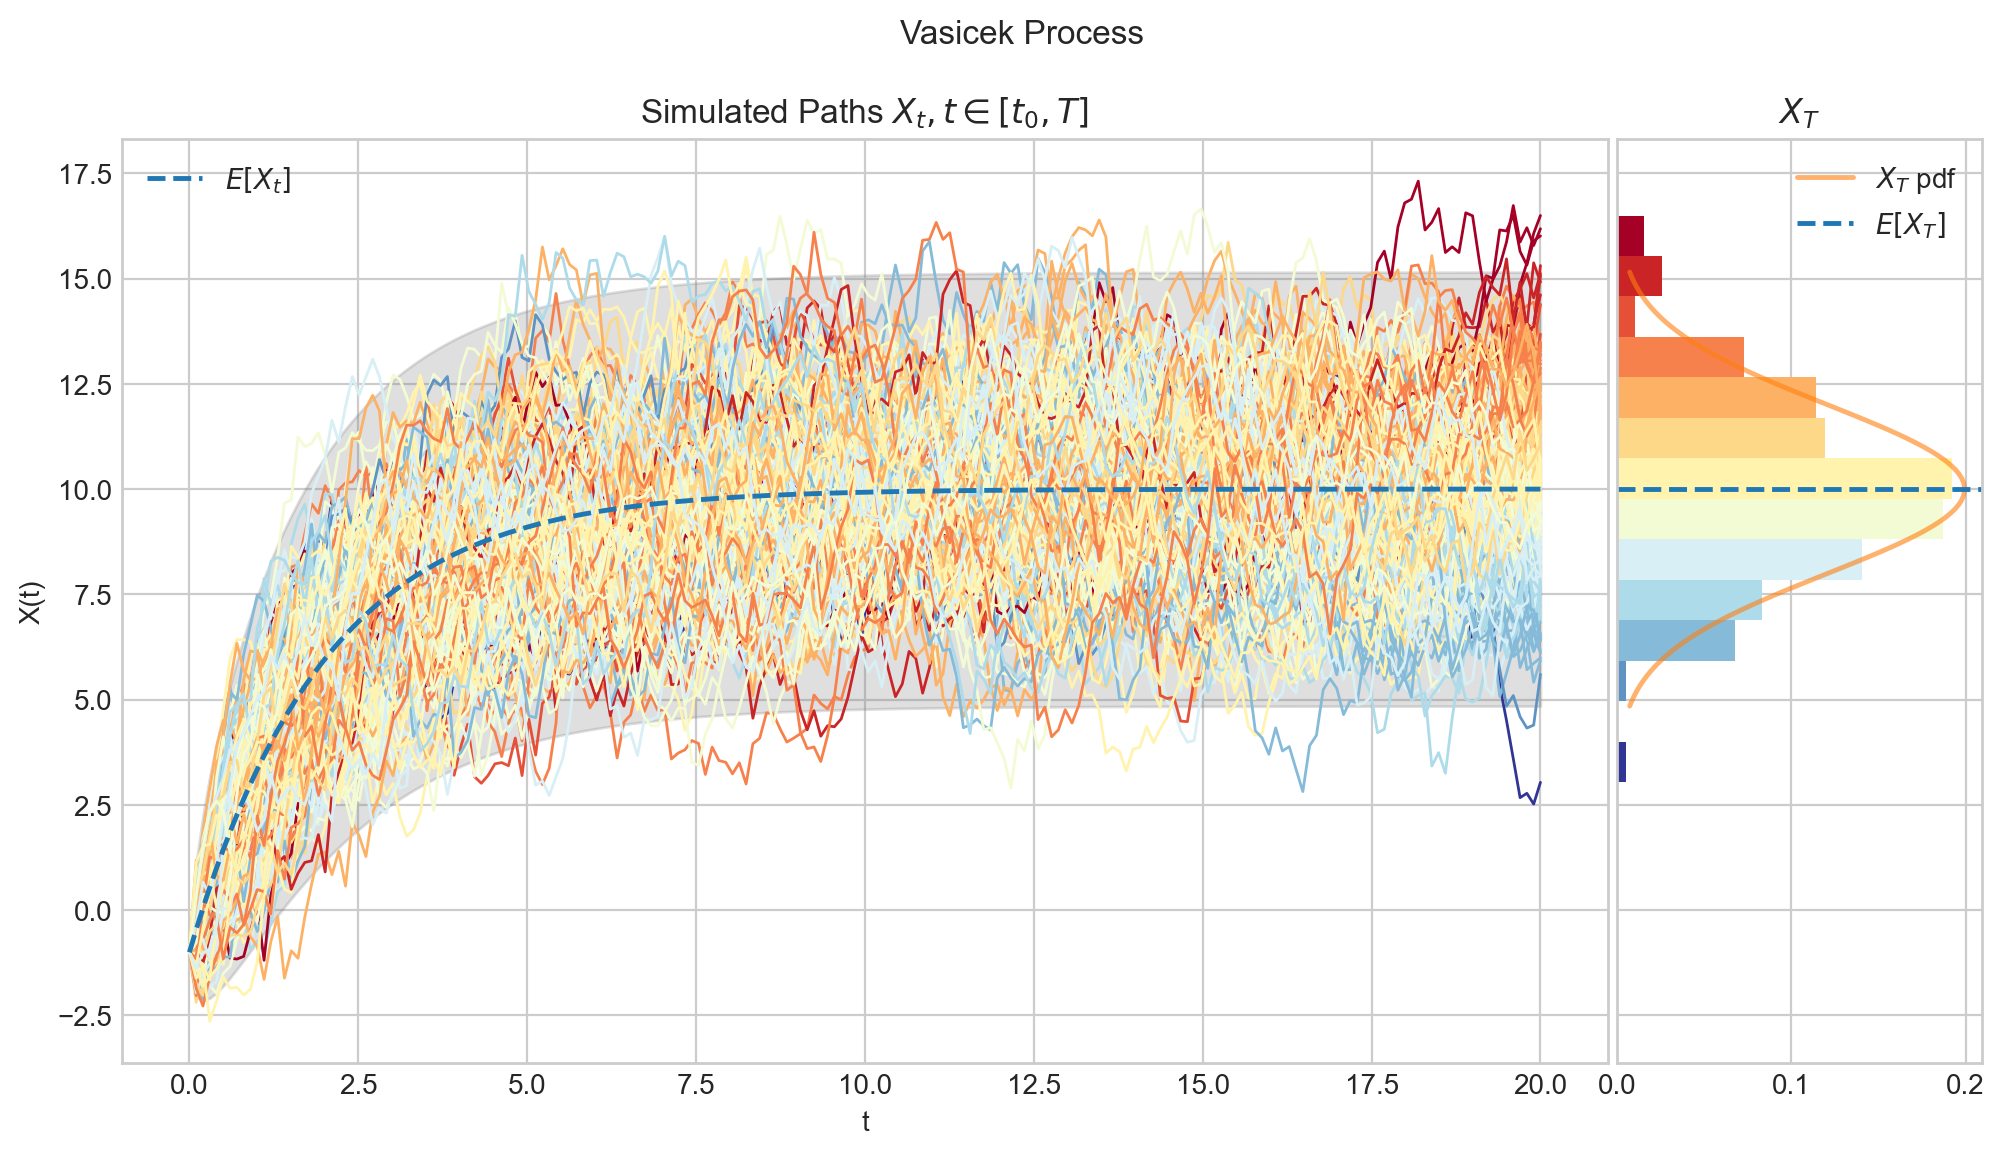 Vasicek Process
Simulated Paths $X_t, t \in [t_0, T]$
$X_T$
$E[X_t]$
$X_T$ pdf
$E[X_T]$
17.5
15.0
12.5
10.0
7.5
5.0
2.5
0.0
−2.5
X(t)
0.0 2.5 5.0 7.5 10.0 12.5 15.0 17.5 20.0
t
0.0 0.1 0.2